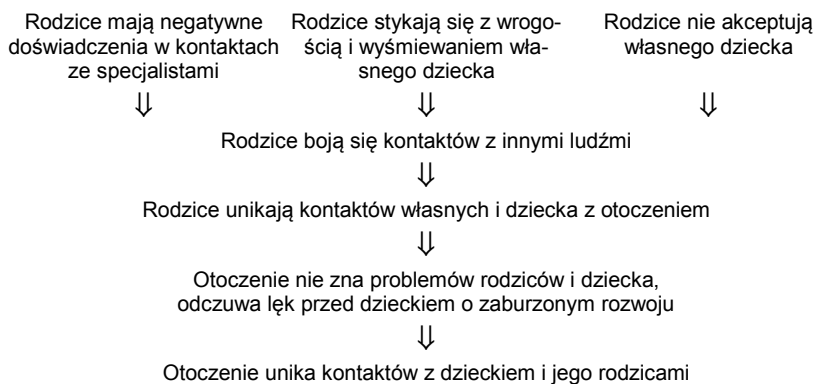 Rodzice mają negatywne
doświadczenia w kontaktach
ze specjalistami
Rodzice stykają się z wrogo-
ścią i wyśmiewaniem wła-
snego dziecka
Rodzice nie akceptują
własnego dziecka
⇓ ⇓ ⇓
Rodzice boją się kontaktów z innymi ludźmi
⇓
Rodzice unikają kontaktów własnych i dziecka z otoczeniem
⇓
Otoczenie nie zna problemów rodziców i dziecka,
odczuwa lęk przed dzieckiem o zaburzonym rozwoju
⇓
Otoczenie unika kontaktów z dzieckiem i jego rodzicami